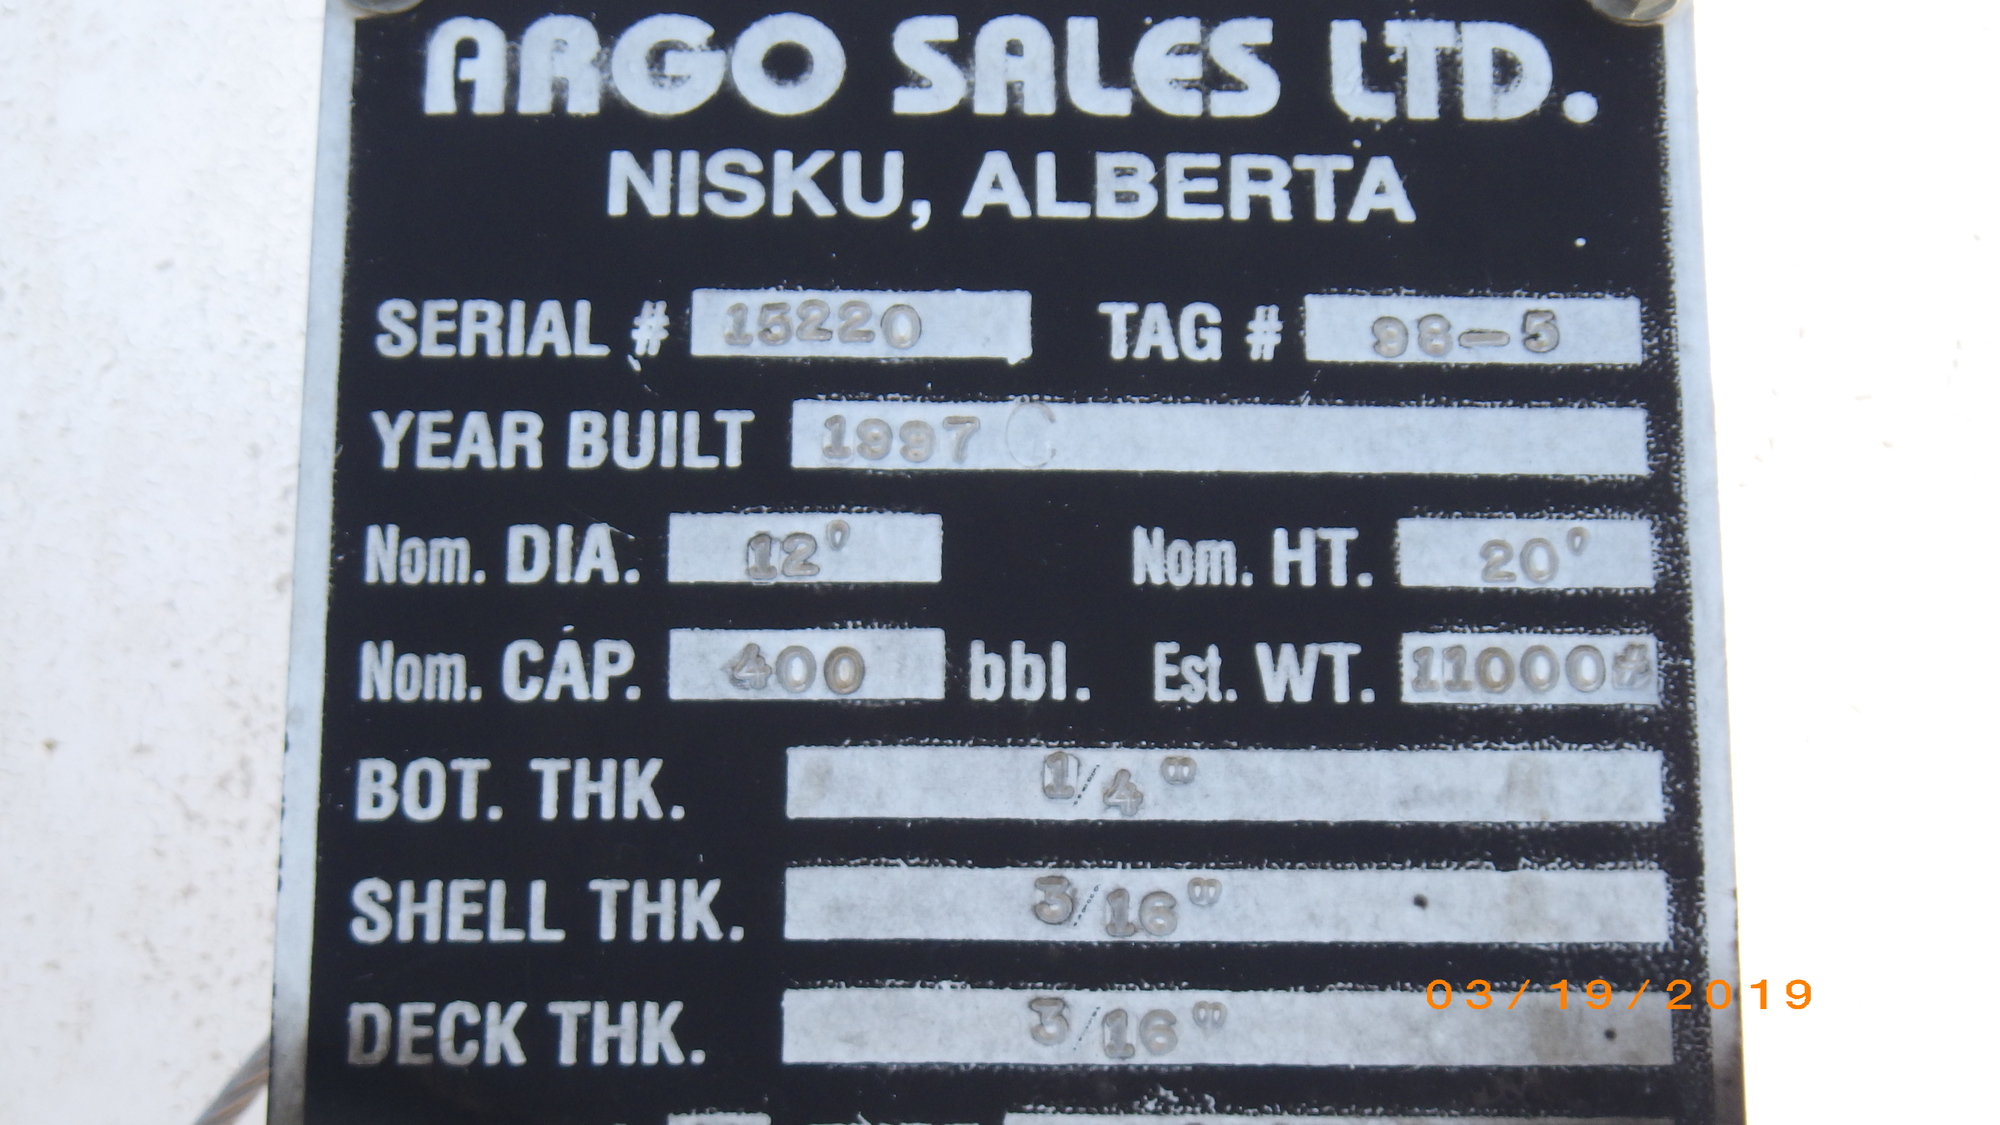 ARGO SALES LTD.
NISKU, ALBERTA
SERIAL # 15220 TAG # 98-5
YEAR BUILT 1997
Nom. DIA. 12' Nom. HT. 20'
Nom. CAP. 400 bbl. Est. WT. 11000#
BOT. THK. 1/4"
SHELL THK. 3/16"
DECK THK. 3/16"
03/19/2019